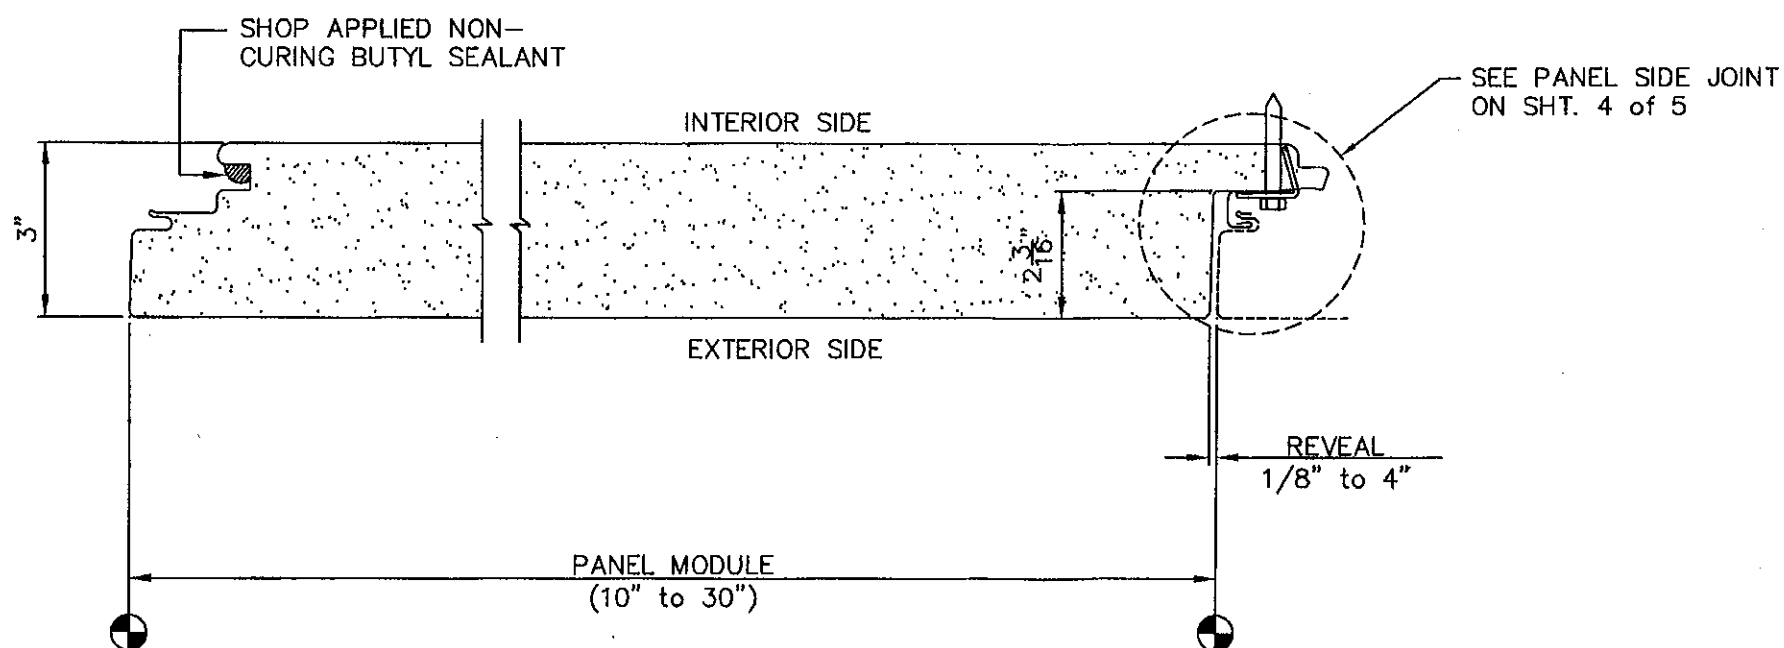 SHOP APPLIED NON-
CURING BUTYL SEALANT
SEE PANEL SIDE JOINT
ON SHT. 4 of 5
INTERIOR SIDE
3"
2 3/16"
EXTERIOR SIDE
REVEAL
1/8" to 4"
PANEL MODULE
(10" to 30")